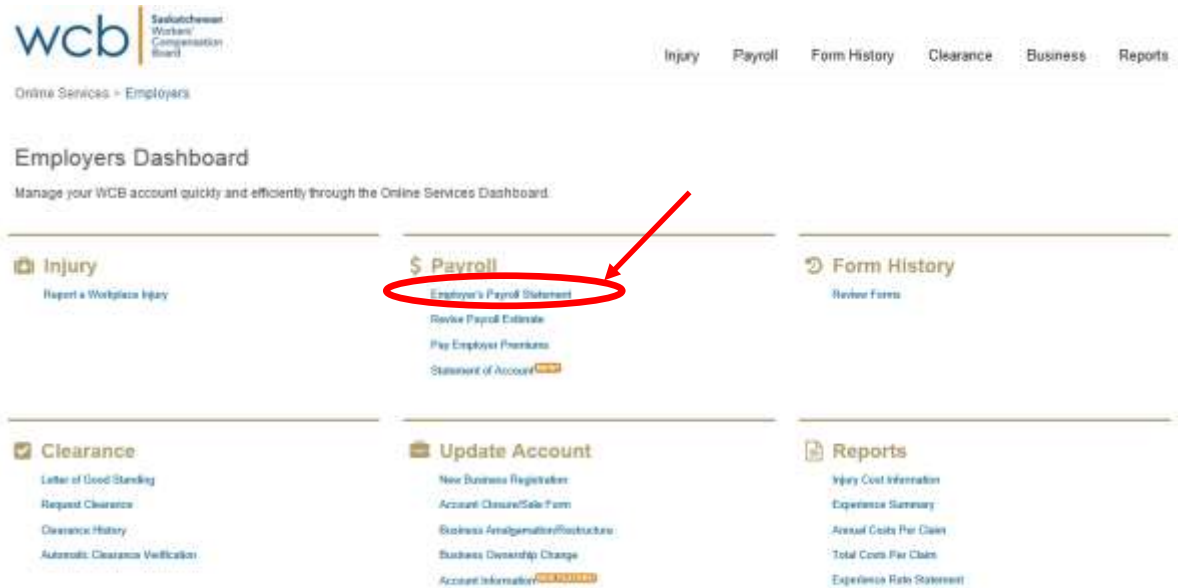 wcb
Saskatchewan
Workers'
Compensation
Board
Injury Payroll Form History Clearance Business Reports
Online Services > Employers
Employers Dashboard
Manage your WCB account quickly and efficiently through the Online Services Dashboard.
Injury
Report a Workplace Injury
$ Payroll
Employer's Payroll Statement
Revise Payroll Estimate
Pay Employer Premiums
Statement of Account
Form History
Review Forms
Clearance
Letter of Good Standing
Request Clearance
Clearance History
Automatic Clearance Verification
Update Account
New Business Registration
Account Closure/Sale Form
Business Amalgamation/Restructure
Business Ownership Change
Account Information
Reports
Injury Cost Information
Experience Summary
Annual Costs Per Claim
Total Costs Per Claim
Experience Rate Statement